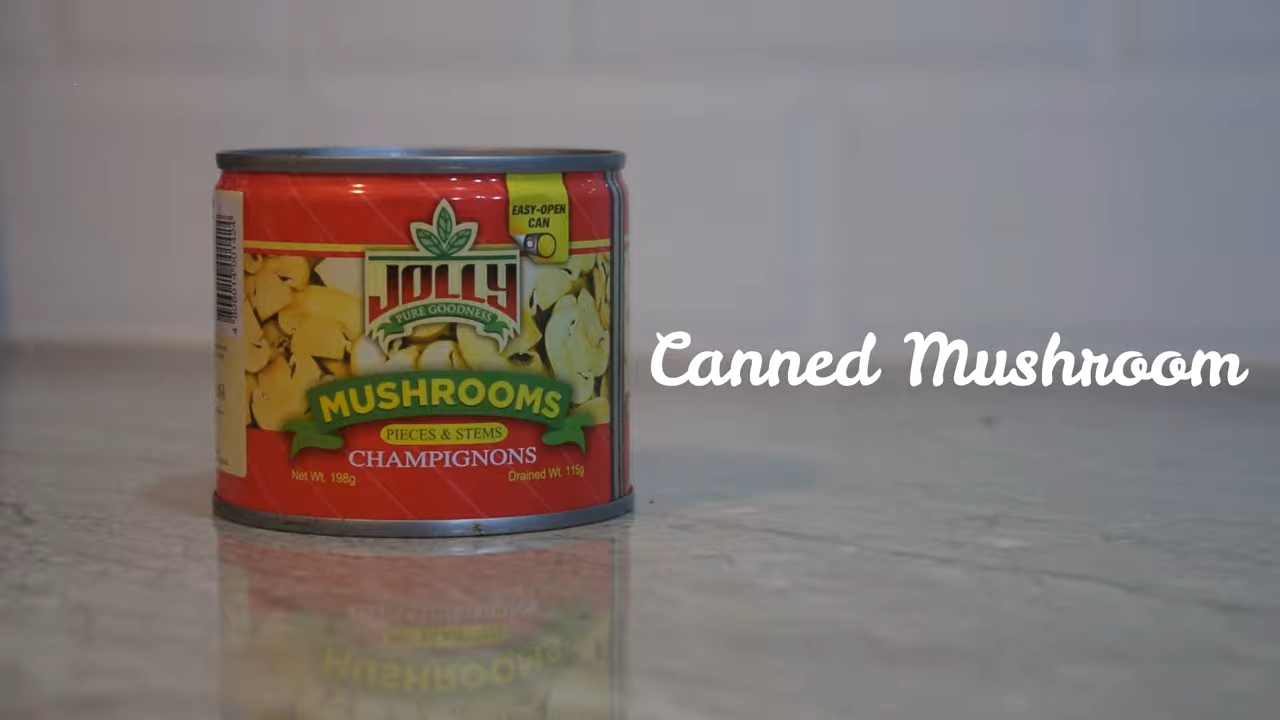 EASY-OPEN
CAN
JOLLY
PURE GOODNESS
MUSHROOMS
PIECES & STEMS
CHAMPIGNONS
Net Wt. 198g
Drained Wt. 115g
Canned Mushroom